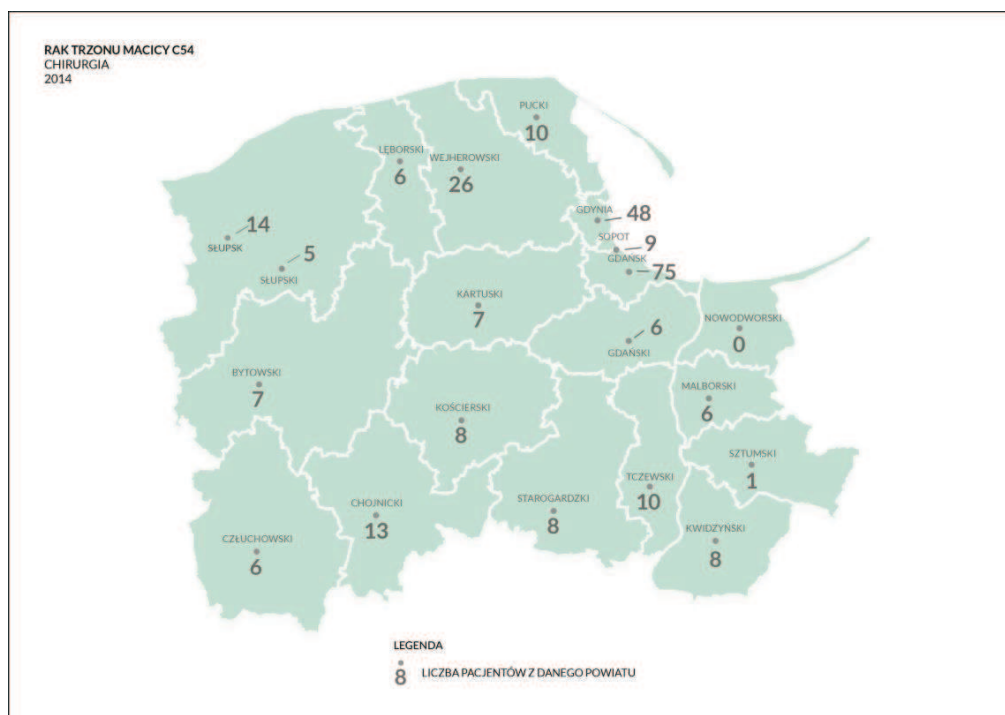 RAK TRZONU MACICY C54
CHIRURGIA
2014
PUCKI
10
LĘBORSKI
6
WEJHEROWSKI
26
GDYNIA
48
SOPOT
9
GDAŃSK
75
14
SŁUPSK
5
SŁUPSKI
KARTUSKI
7
6
GDAŃSKI
NOWODWORSKI
0
BYTOWSKI
7
MALBORSKI
6
KOŚCIERSKI
8
SZTUMSKI
1
TCZEWSKI
10
STAROGARDZKI
8
CHOJNICKI
13
KWIDZYŃSKI
8
CZŁUCHOWSKI
6
LEGENDA
8 LICZBA PACJENTÓW Z DANEGO POWIATU